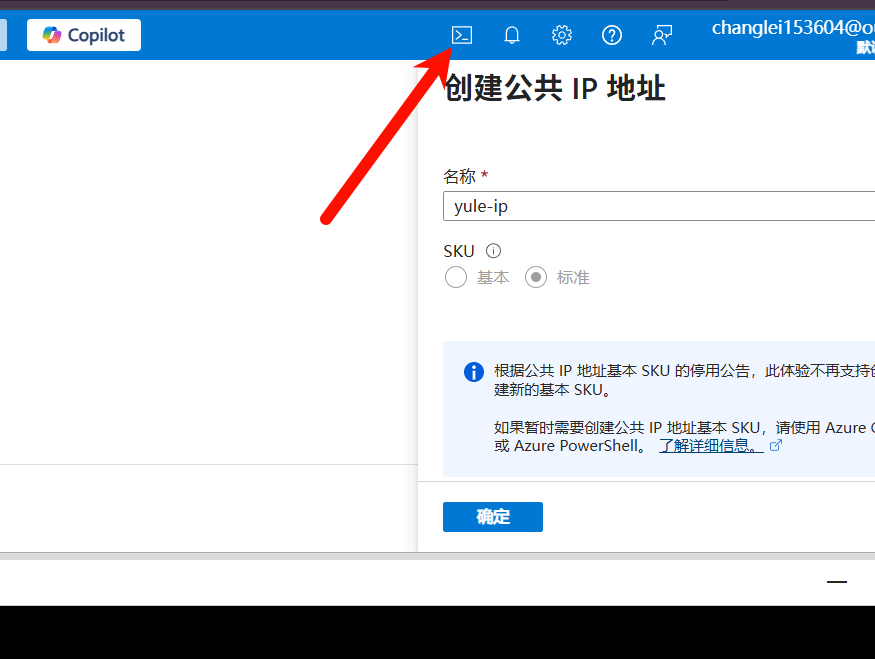 Copilot
changlei153604@ou
默认
创建公共 IP 地址
名称 *
yule-ip
SKU
基本
标准
根据公共 IP 地址基本 SKU 的停用公告，此体验不再支持创
建新的基本 SKU。
如果暂时需要创建公共 IP 地址基本 SKU，请使用 Azure C
或 Azure PowerShell。 了解详细信息。
确定